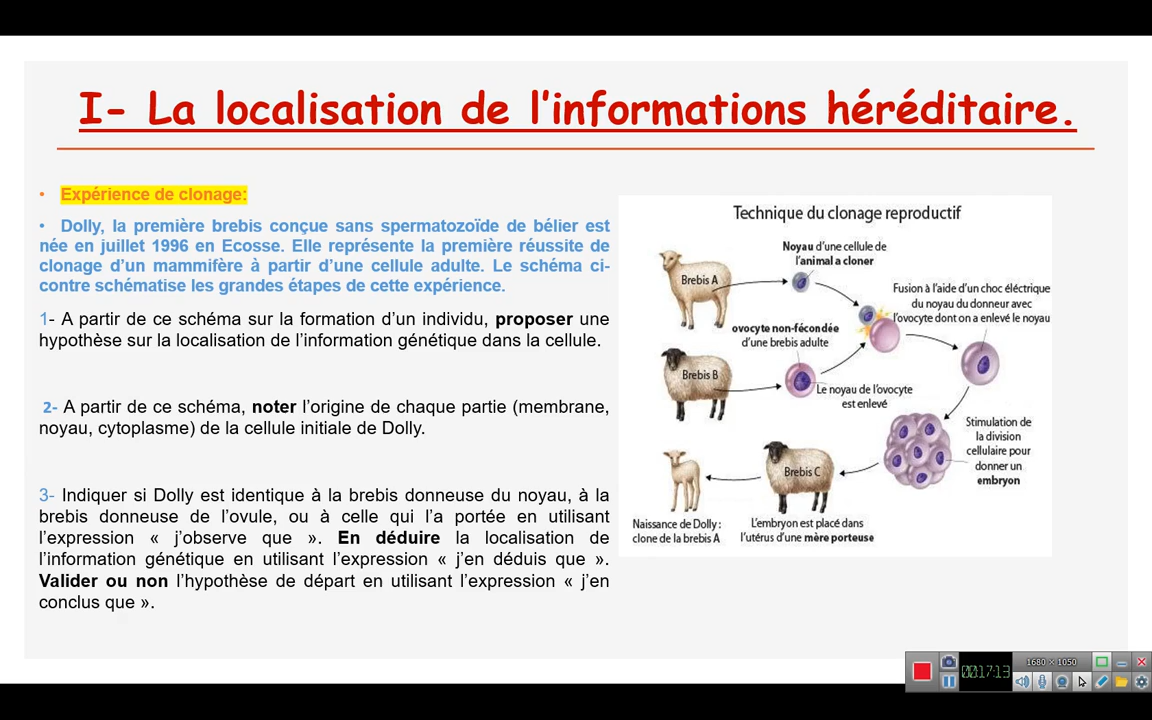 I- La localisation de l'informations héréditaire.
• Expérience de clonage:
• Dolly, la première brebis conçue sans spermatozoïde de bélier est
née en juillet 1996 en Ecosse. Elle représente la première réussite de
clonage d'un mammifère à partir d'une cellule adulte. Le schéma ci-
contre schématise les grandes étapes de cette expérience.
1- A partir de ce schéma sur la formation d'un individu, proposer une
hypothèse sur la localisation de l'information génétique dans la cellule.
2- A partir de ce schéma, noter l'origine de chaque partie (membrane,
noyau, cytoplasme) de la cellule initiale de Dolly.
3- Indiquer si Dolly est identique à la brebis donneuse du noyau, à la
brebis donneuse de l'ovule, ou à celle qui l'a portée en utilisant
l'expression « j'observe que ». En déduire la localisation de
l'information génétique en utilisant l'expression « j'en déduis que ».
Valider ou non l'hypothèse de départ en utilisant l'expression « j'en
conclus que ».
Technique du clonage reproductif
Noyau d'une cellule de
l'animal a cloner
Brebis A
Fusion à l'aide d'un choc éléctrique
du noyau du donneur avec
l'ovocyte dont on a enlevé le noyau
ovocyte non-fécondée
d'une brebis adulte
Brebis B
Le noyau de l'ovocyte
est enlevé
Stimulation de
la division
cellulaire pour
donner un
embryon
Brebis C
Naissance de Dolly :
clone de la brebis A
L'embryon est placé dans
l'utérus d'une mère porteuse
1680 × 1050
00:17:13